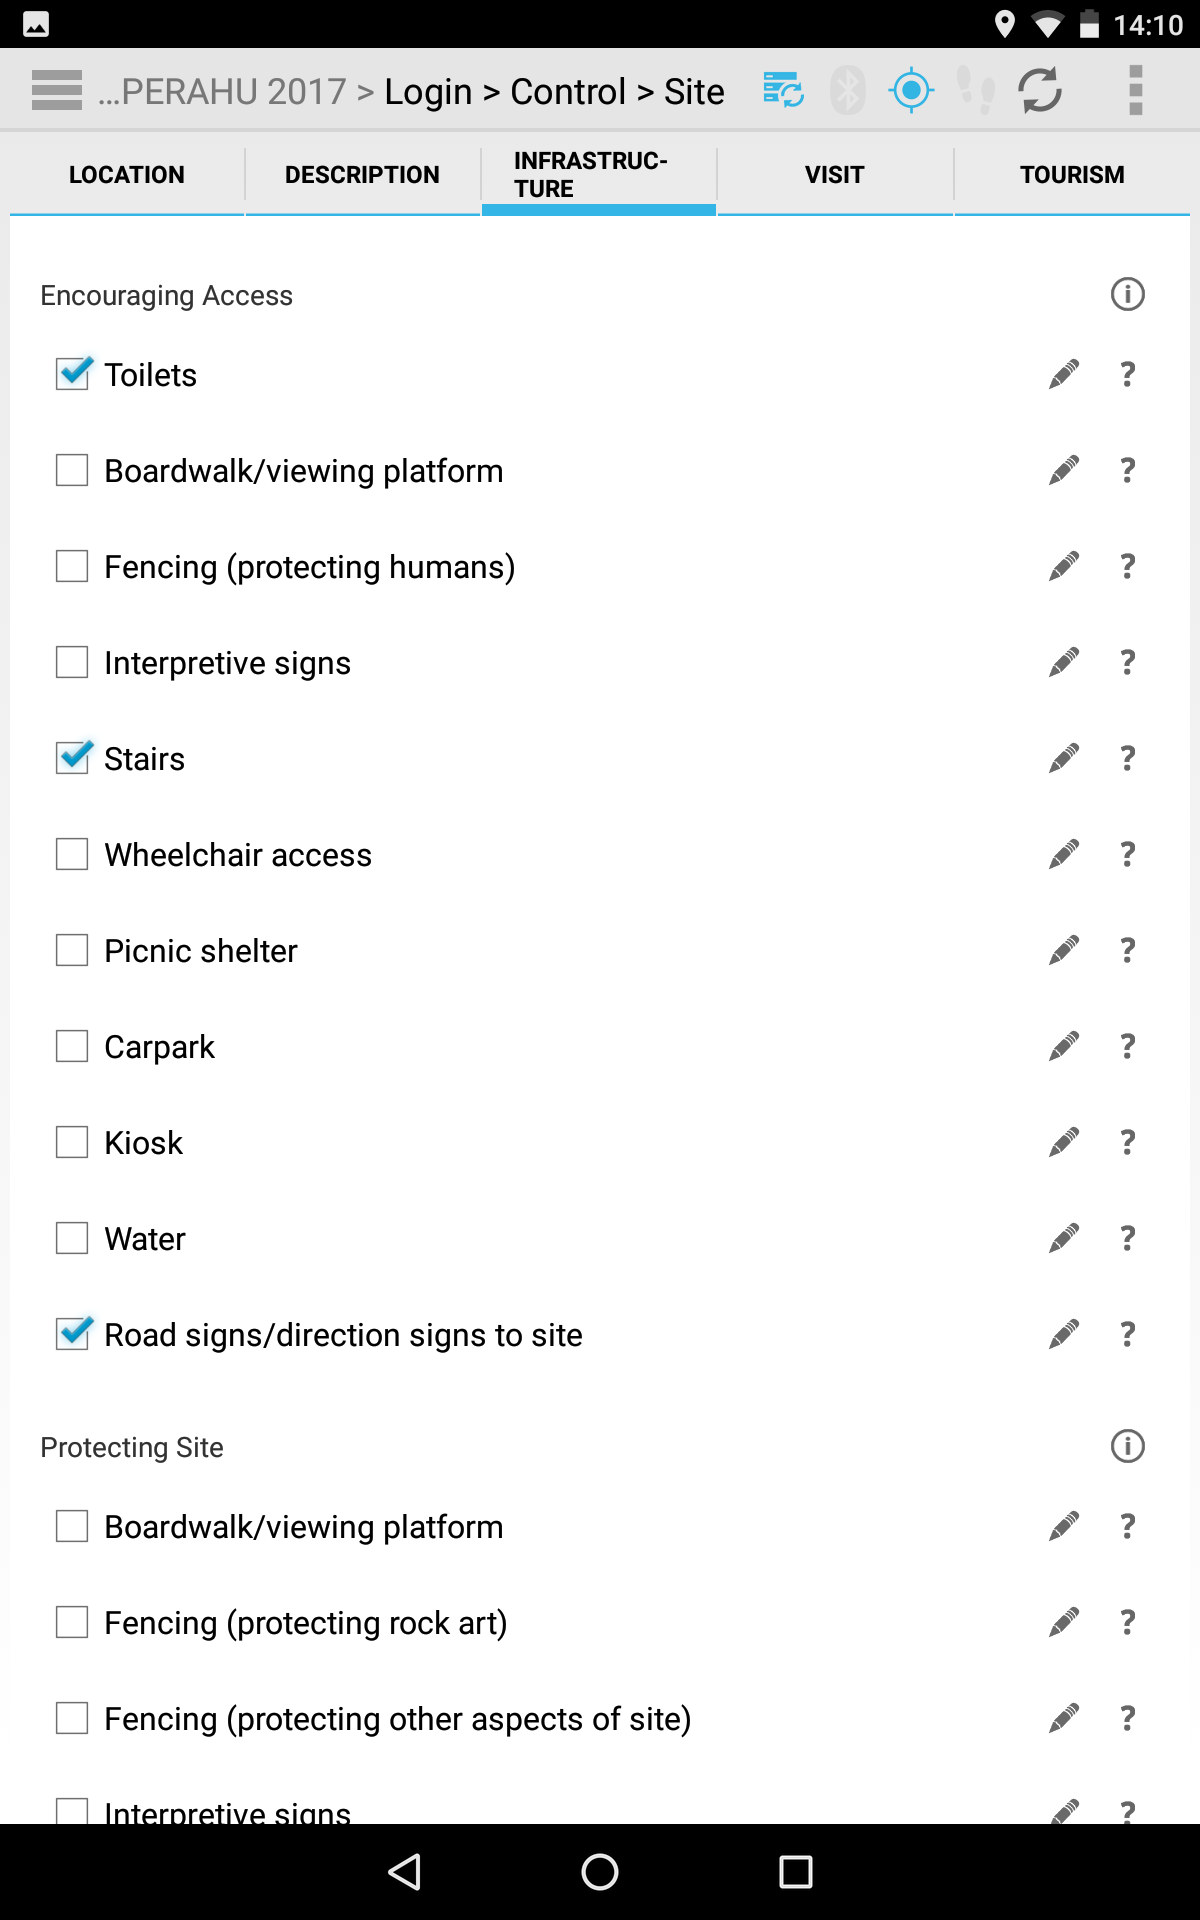 14:10
...PERAHU 2017 > Login > Control > Site
LOCATION
DESCRIPTION
INFRASTRUC-
TURE
VISIT
TOURISM
Encouraging Access
Toilets ?
Boardwalk/viewing platform ?
Fencing (protecting humans) ?
Interpretive signs ?
Stairs ?
Wheelchair access ?
Picnic shelter ?
Carpark ?
Kiosk ?
Water ?
Road signs/direction signs to site ?
Protecting Site
Boardwalk/viewing platform ?
Fencing (protecting rock art) ?
Fencing (protecting other aspects of site) ?
Interpretive signs ?